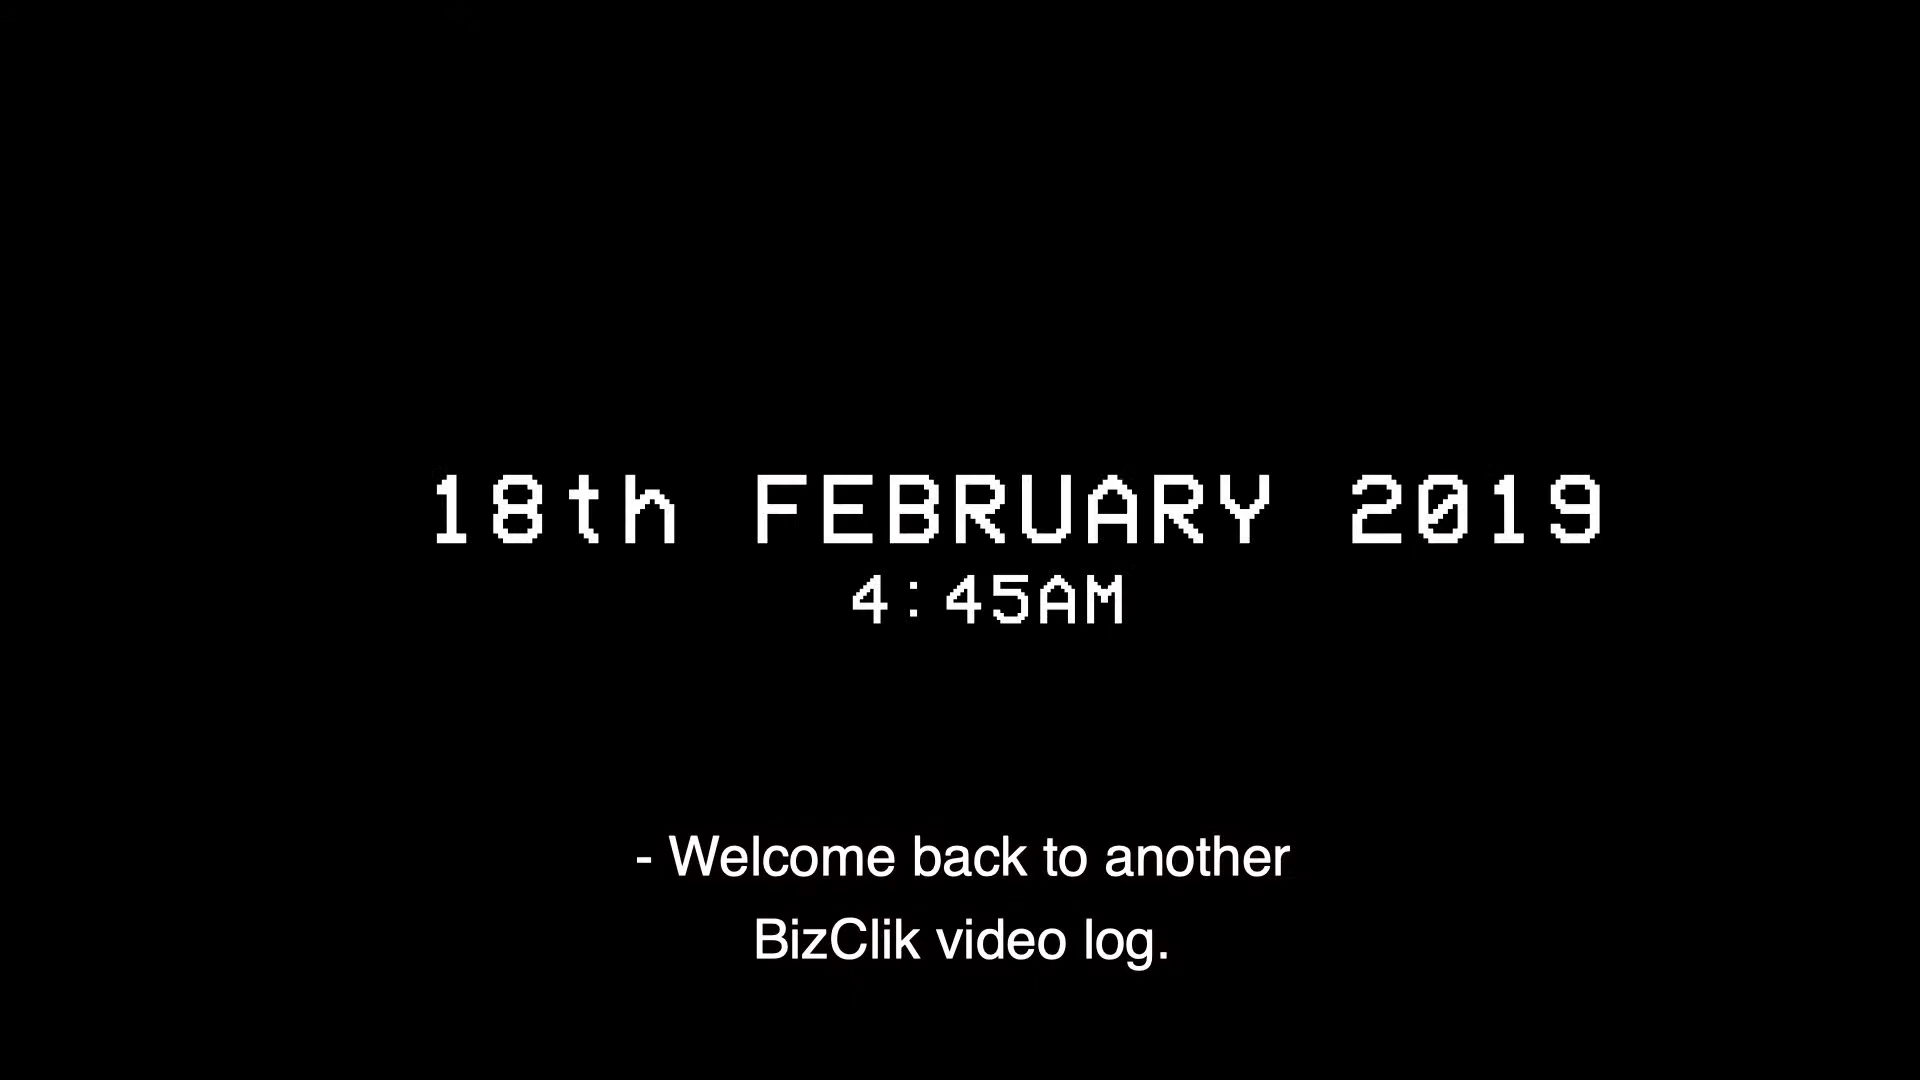 18th FEBRUARY 2019
4:45AM
- Welcome back to another
BizClik video log.